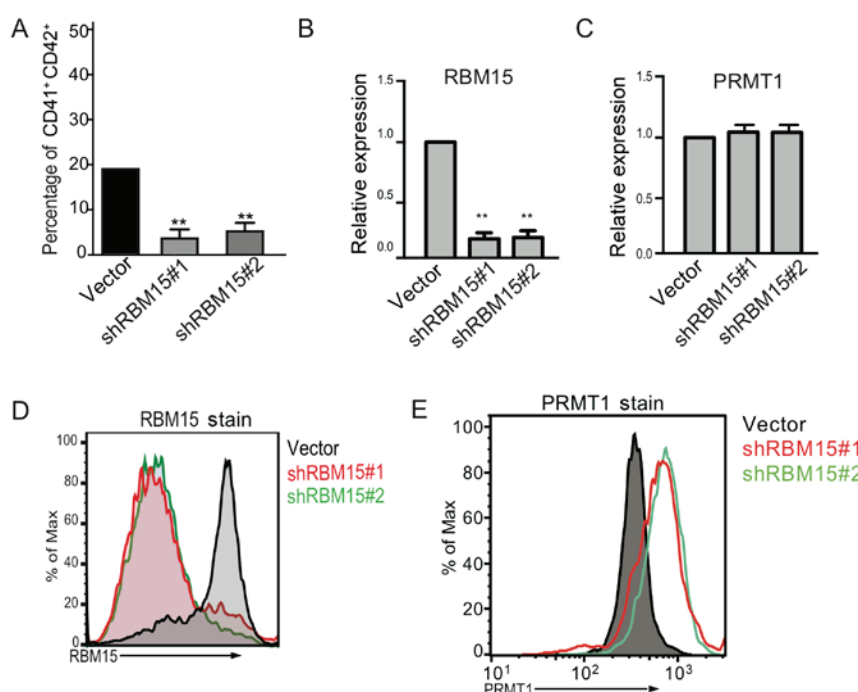 A
Percentage of CD41⁺ CD42⁺
50
40
30
20
10
0
**
**
Vector
shRBM15#1
shRBM15#2
B
RBM15
Relative expression
1.5
1.0
0.5
0.0
**
**
Vector
shRBM15#1
shRBM15#2
C
PRMT1
Relative expression
1.5
1.0
0.5
0.0
Vector
shRBM15#1
shRBM15#2
D
RBM15 stain
% of Max
100
80
60
40
20
0
RBM15
Vector
shRBM15#1
shRBM15#2
E
PRMT1 stain
% of Max
100
80
60
40
20
0
10¹
10²
10³
PRMT1
Vector
shRBM15#1
shRBM15#2